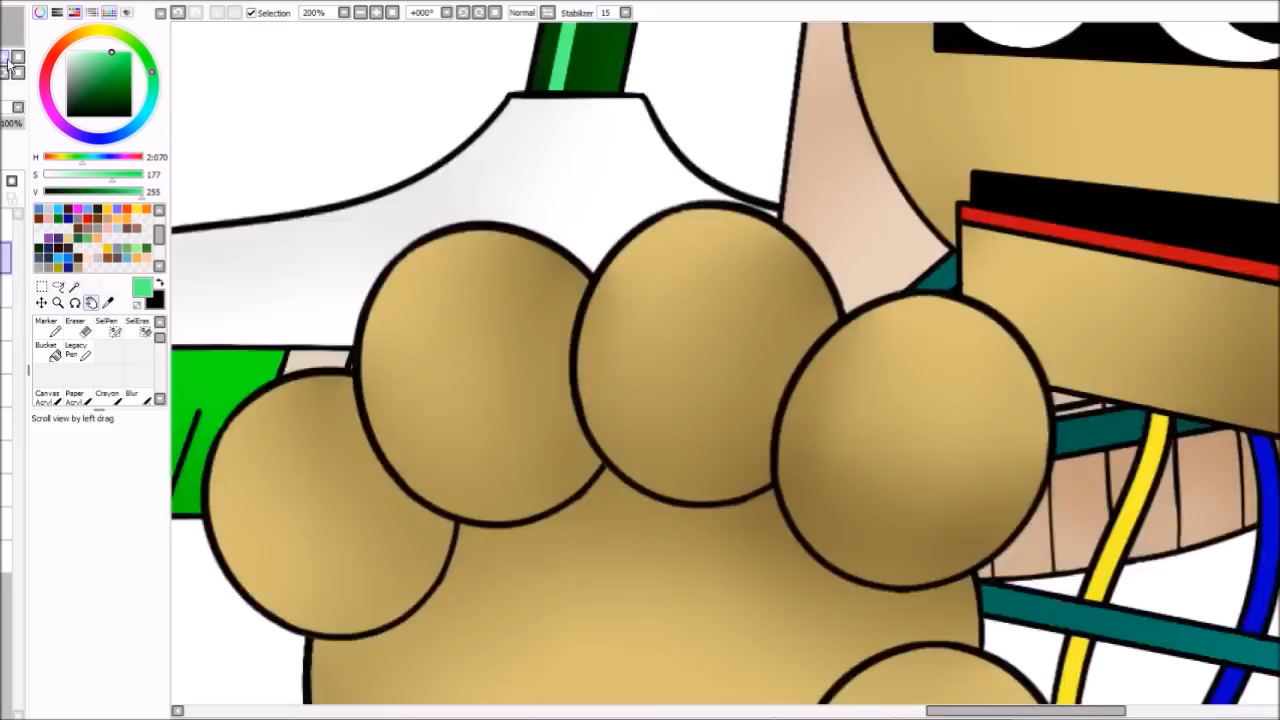 Selection 200% +000° Normal Stabilizer 15
100%
H 2:070
S 177
V 255
Marker Eraser SelPen SelEras
Bucket Legacy Pen
Canvas Acryl Paper Acryl Crayon Blur
Scroll view by left drag